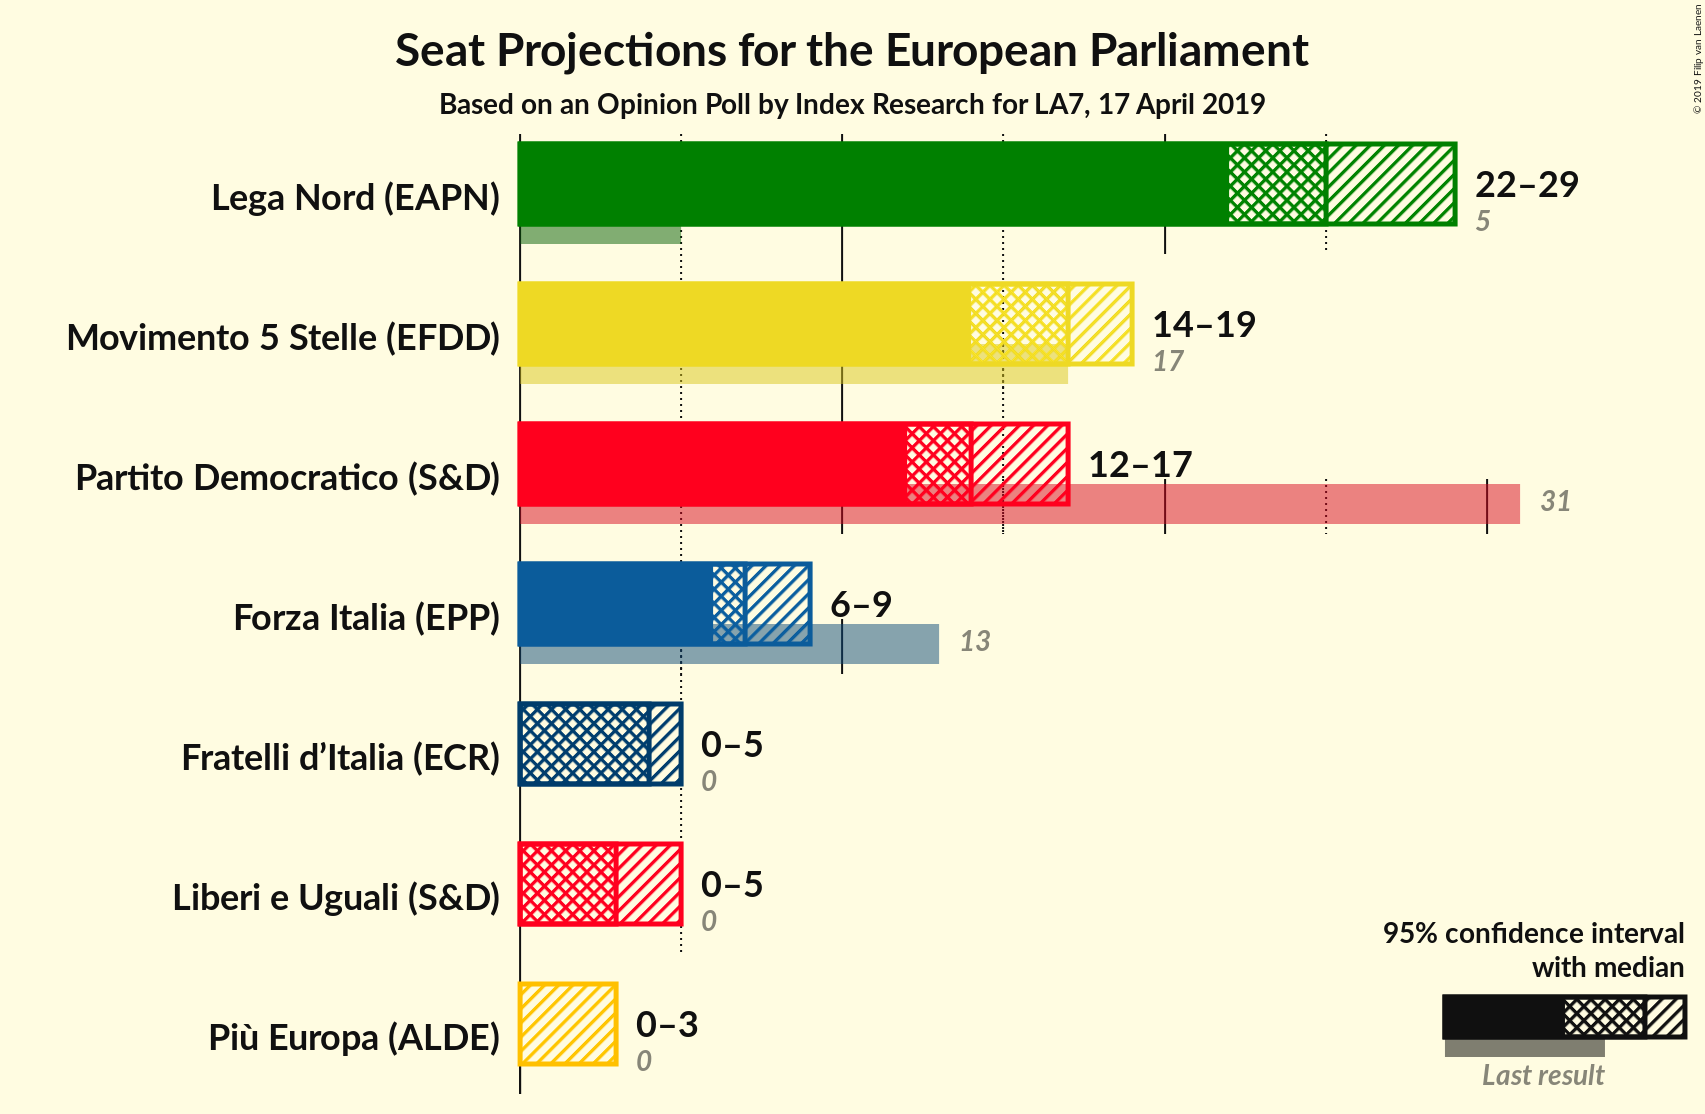 Seat Projections for the European Parliament
Based on an Opinion Poll by Index Research for LA7, 17 April 2019
© 2019 Filip van Laenen
Lega Nord (EAPN)
22–29
5
Movimento 5 Stelle (EFDD)
14–19
17
Partito Democratico (S&D)
12–17
31
Forza Italia (EPP)
6–9
13
Fratelli d’Italia (ECR)
0–5
0
Liberi e Uguali (S&D)
0–5
0
Più Europa (ALDE)
0–3
0
95% confidence interval
with median
Last result